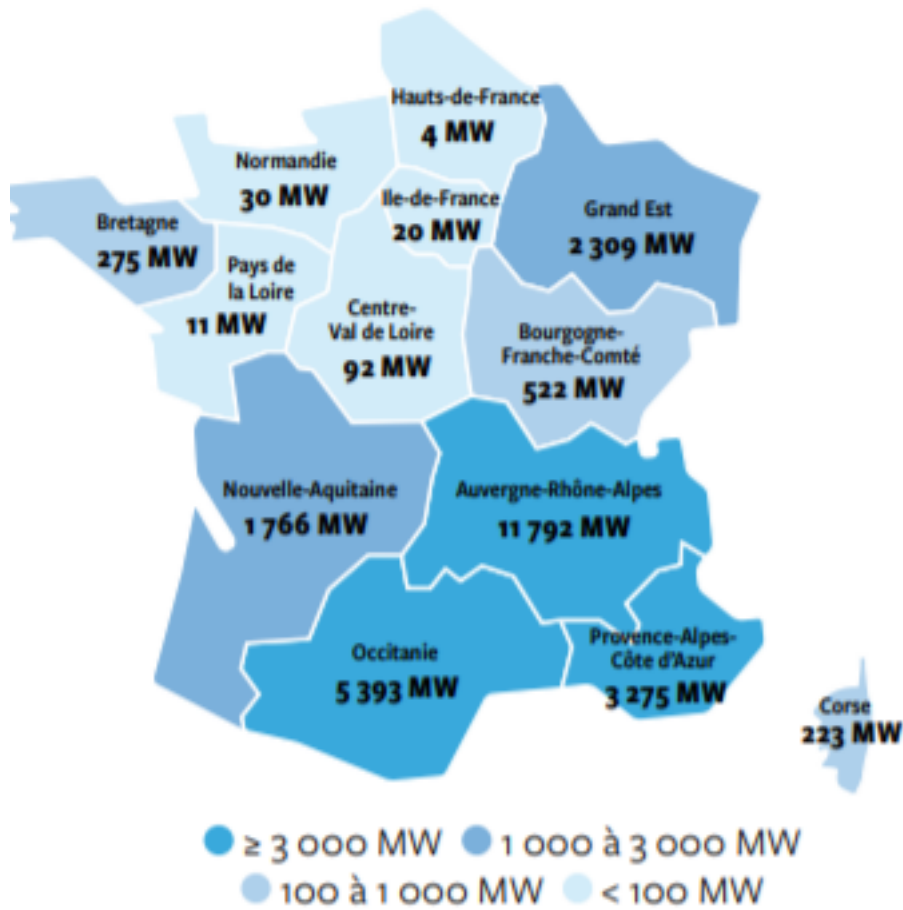 Hauts-de-France
4 MW
Normandie
30 MW
Ile-de-France
20 MW
Grand Est
2 309 MW
Bretagne
275 MW
Pays de
la Loire
11 MW
Centre-
Val de Loire
92 MW
Bourgogne-
Franche-Comté
522 MW
Nouvelle-Aquitaine
1 766 MW
Auvergne-Rhône-Alpes
11 792 MW
Occitanie
5 393 MW
Provence-Alpes-
Côte d'Azur
3 275 MW
Corse
223 MW
≥ 3 000 MW 1 000 à 3 000 MW
100 à 1 000 MW < 100 MW